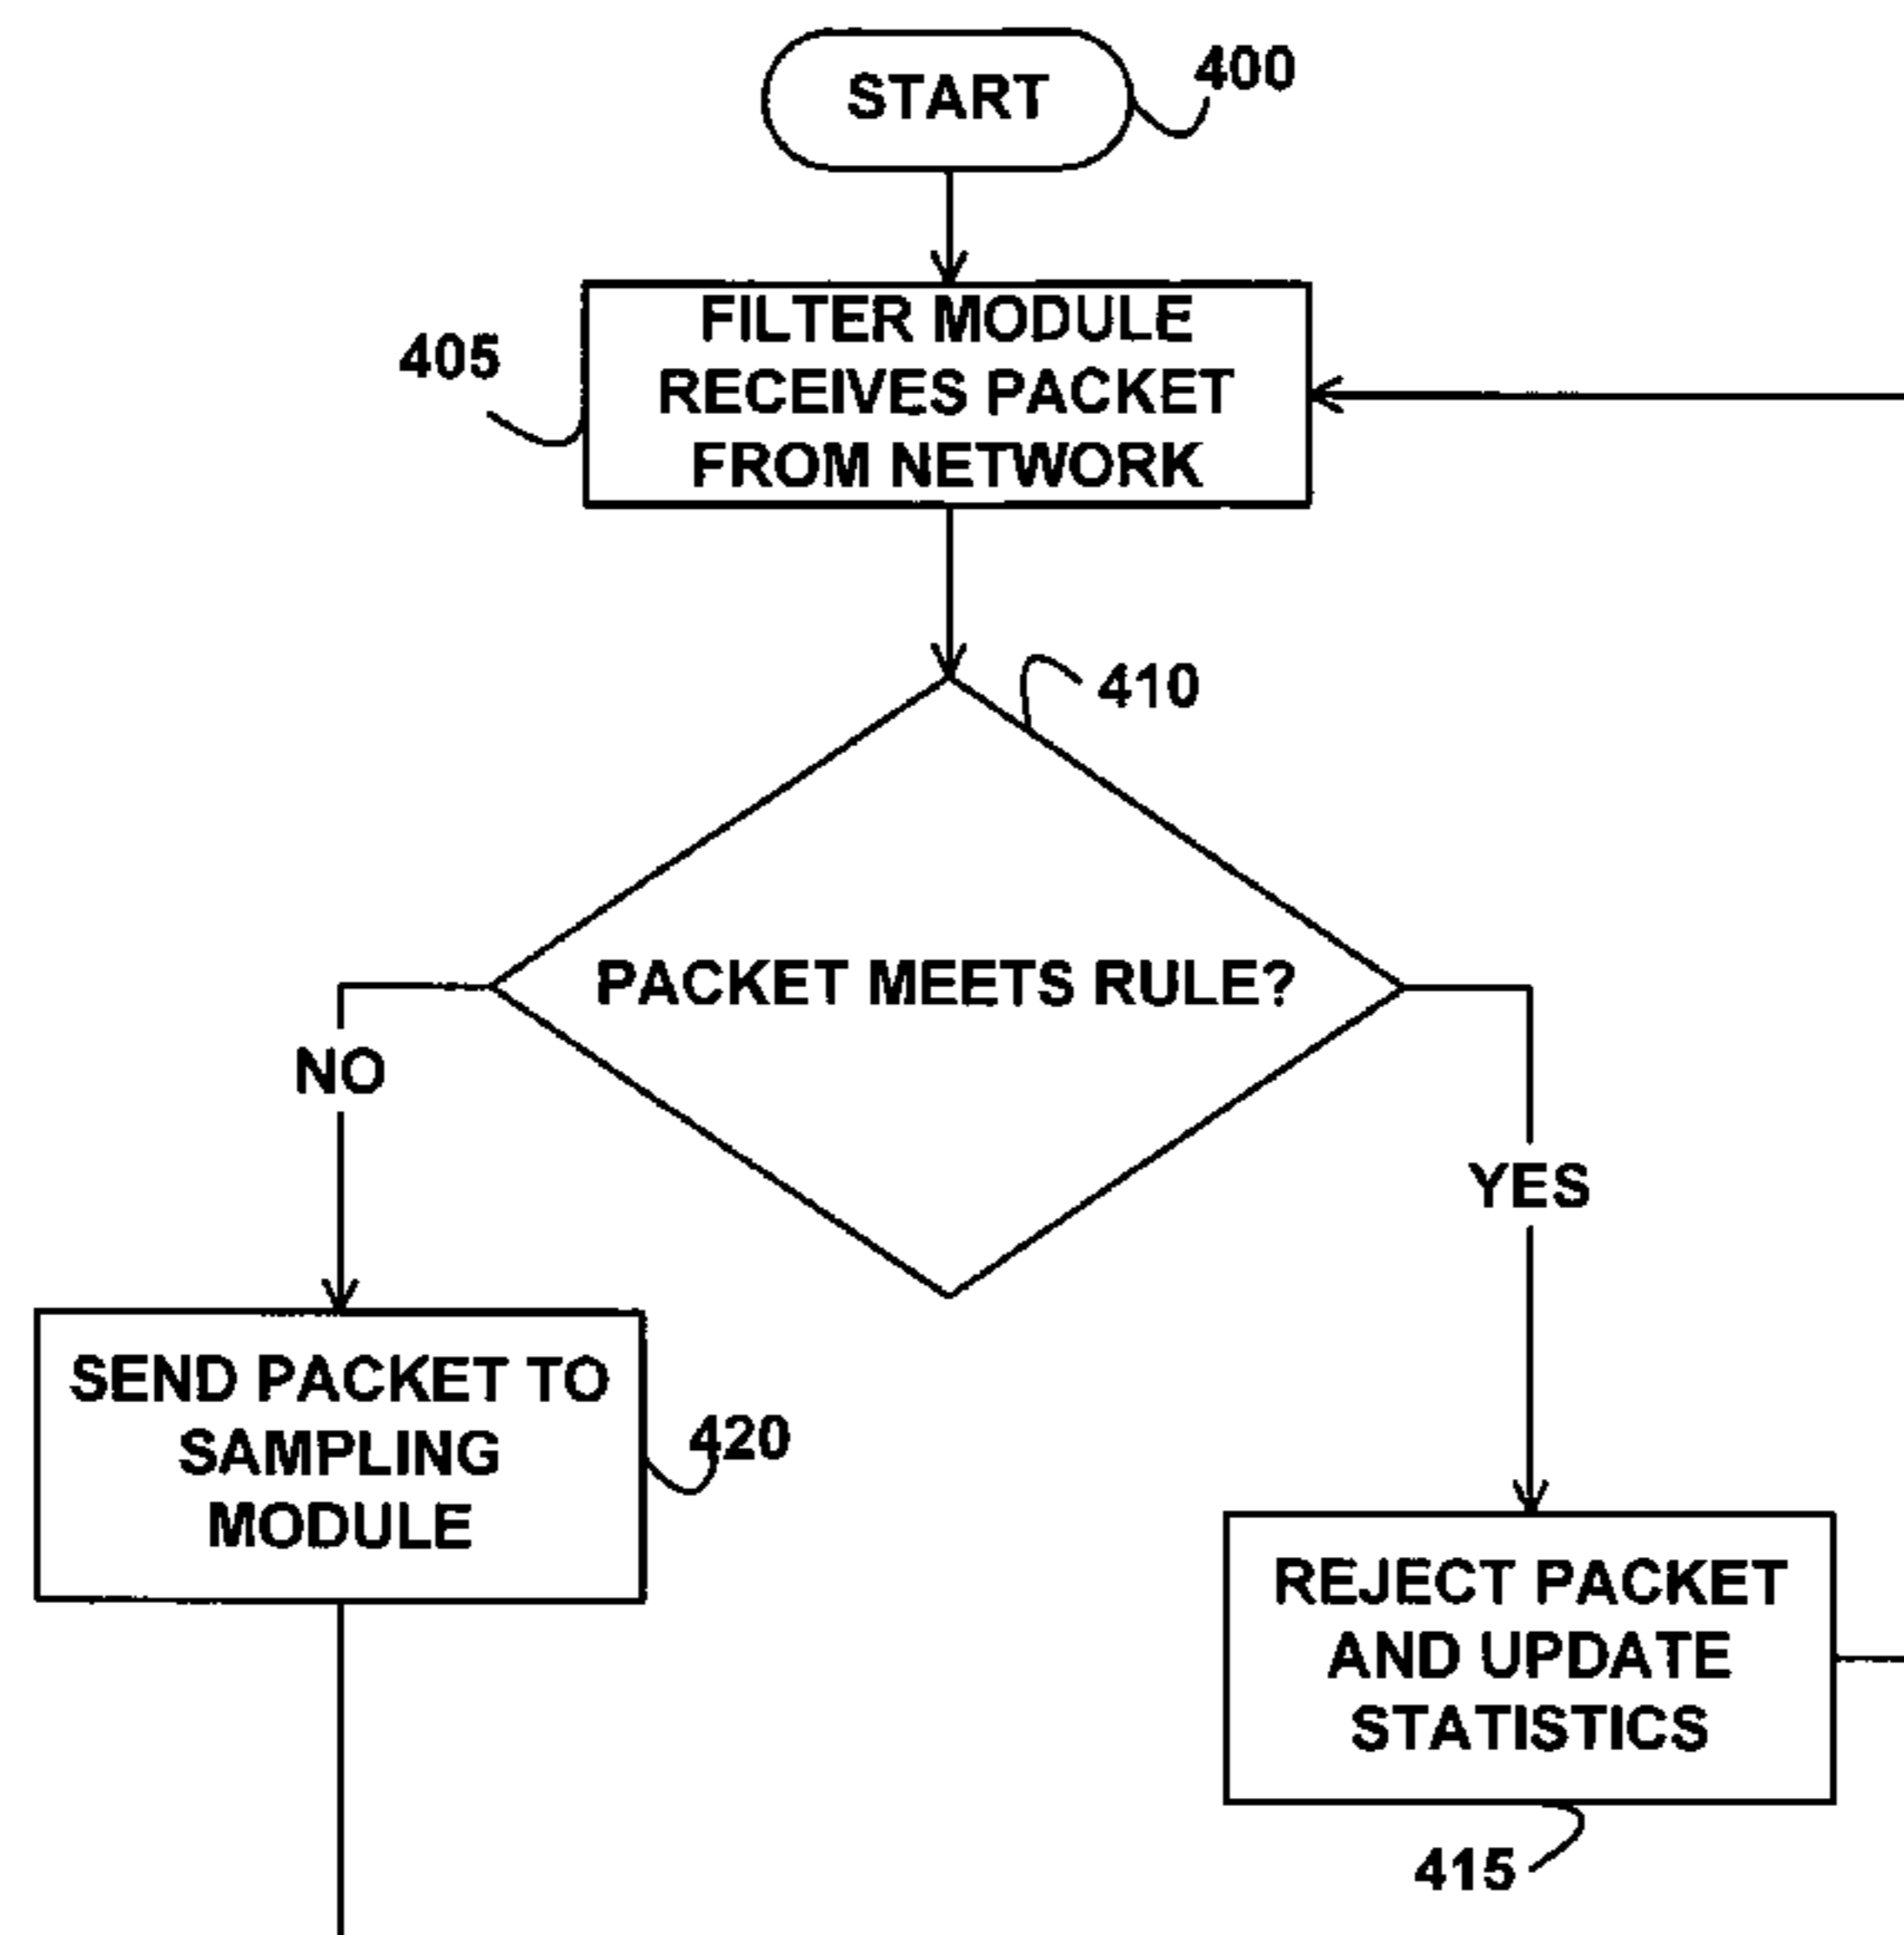 START
400
FILTER MODULE
RECEIVES PACKET
FROM NETWORK
405
410
PACKET MEETS RULE?
NO
YES
SEND PACKET TO
SAMPLING
MODULE
420
REJECT PACKET
AND UPDATE
STATISTICS
415